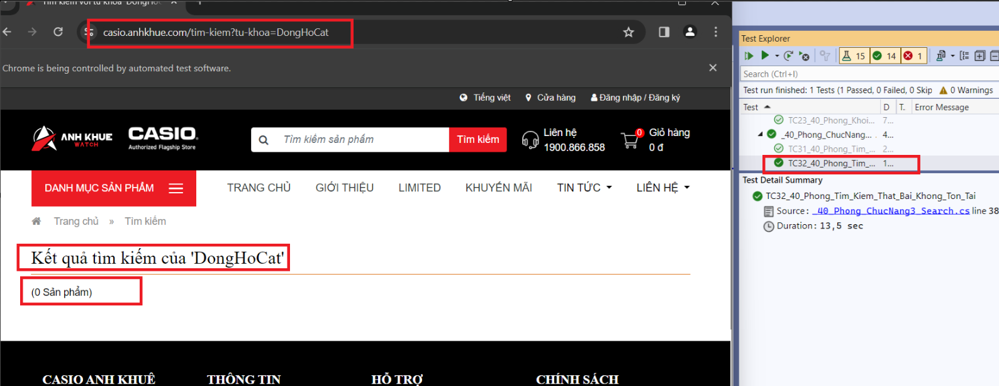 Tìm kiếm với từ khóa 'DongHo
casio.anhkhue.com/tim-kiem?tu-khoa=DongHoCat
Chrome is being controlled by automated test software.
Tiếng việt
Cửa hàng
Đăng nhập / Đăng ký
ANH KHUÊ
WATCH
CASIO
Authorized Flagship Store
Tìm kiếm sản phẩm
Tìm kiếm
Liên hệ
1900.866.858
0
Giỏ hàng
0 đ
DANH MỤC SẢN PHẨM
TRANG CHỦ
GIỚI THIỆU
LIMITED
KHUYẾN MÃI
TIN TỨC
LIÊN HỆ
Trang chủ » Tìm kiếm
Kết quả tìm kiếm của 'DongHoCat'
(0 Sản phẩm)
CASIO ANH KHUÊ
THÔNG TIN
HỖ TRỢ
CHÍNH SÁCH
Test Explorer
15
14
1
Search (Ctrl+I)
Test run finished: 1 Tests (1 Passed, 0 Failed, 0 Skip
0 Warnings
Test
D
T.
Error Message
TC23_40_Phong_Khoi... 7...
_40_Phong_ChucNang... 4...
TC31_40_Phong_Tim_... 2...
TC32_40_Phong_Tim_... 1...
Test Detail Summary
TC32_40_Phong_Tim_Kiem_That_Bai_Khong_Ton_Tai
Source: _40_Phong_ChucNang3_Search.cs line 38
Duration: 13,5 sec